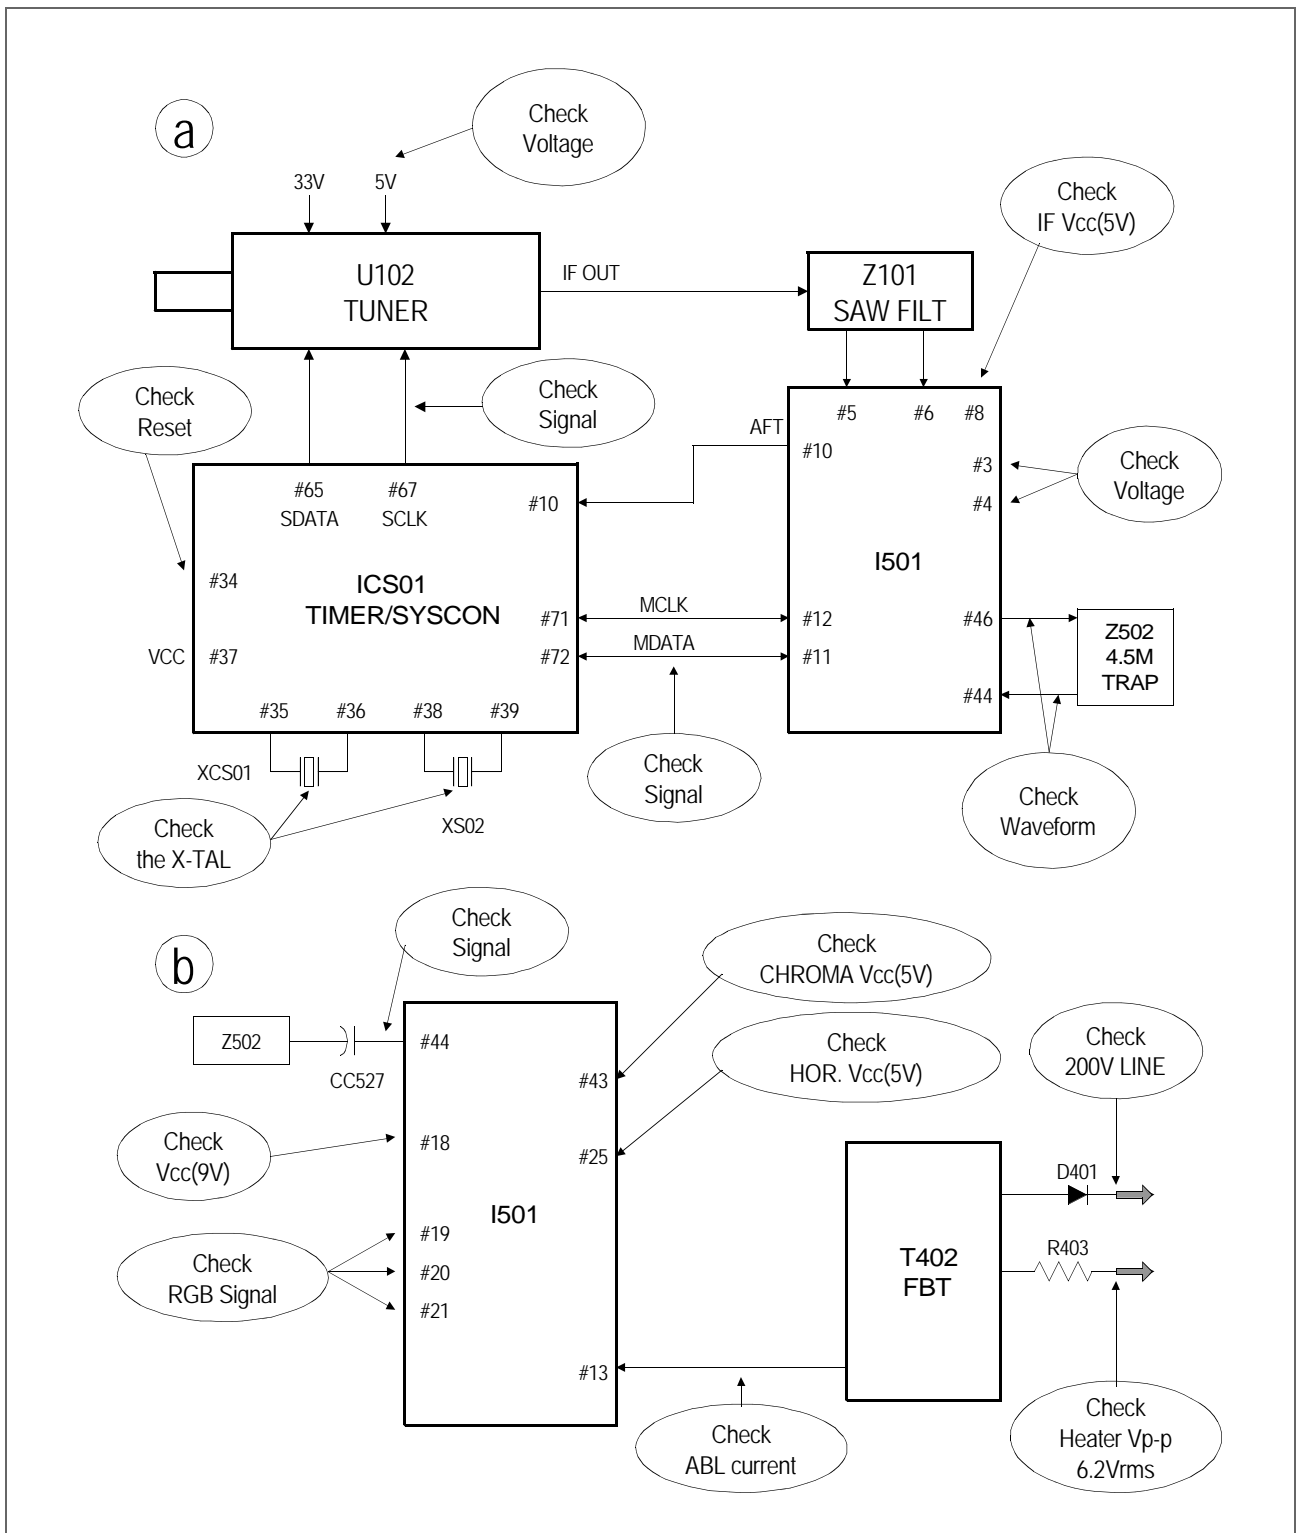 a
Check
Voltage
33V
5V
Check
IF Vcc(5V)
U102
TUNER
IF OUT
Z101
SAW FILT
Check
Reset
Check
Signal
#5
#6
#8
AFT
#10
#3
#4
Check
Voltage
#65
SDATA
#67
SCLK
#10
I501
#34
ICS01
TIMER/SYSCON
#71
MCLK
#12
#46
Z502
4.5M
TRAP
VCC
#37
#72
MDATA
#11
#44
#35
#36
#38
#39
XCS01
XS02
Check
Signal
Check
Waveform
Check
the X-TAL
b
Check
Signal
Check
CHROMA Vcc(5V)
Z502
CC527
#44
#43
Check
HOR. Vcc(5V)
Check
200V LINE
Check
Vcc(9V)
#18
#25
D401
I501
Check
RGB Signal
#19
#20
#21
T402
FBT
R403
#13
Check
ABL current
Check
Heater Vp-p
6.2Vrms